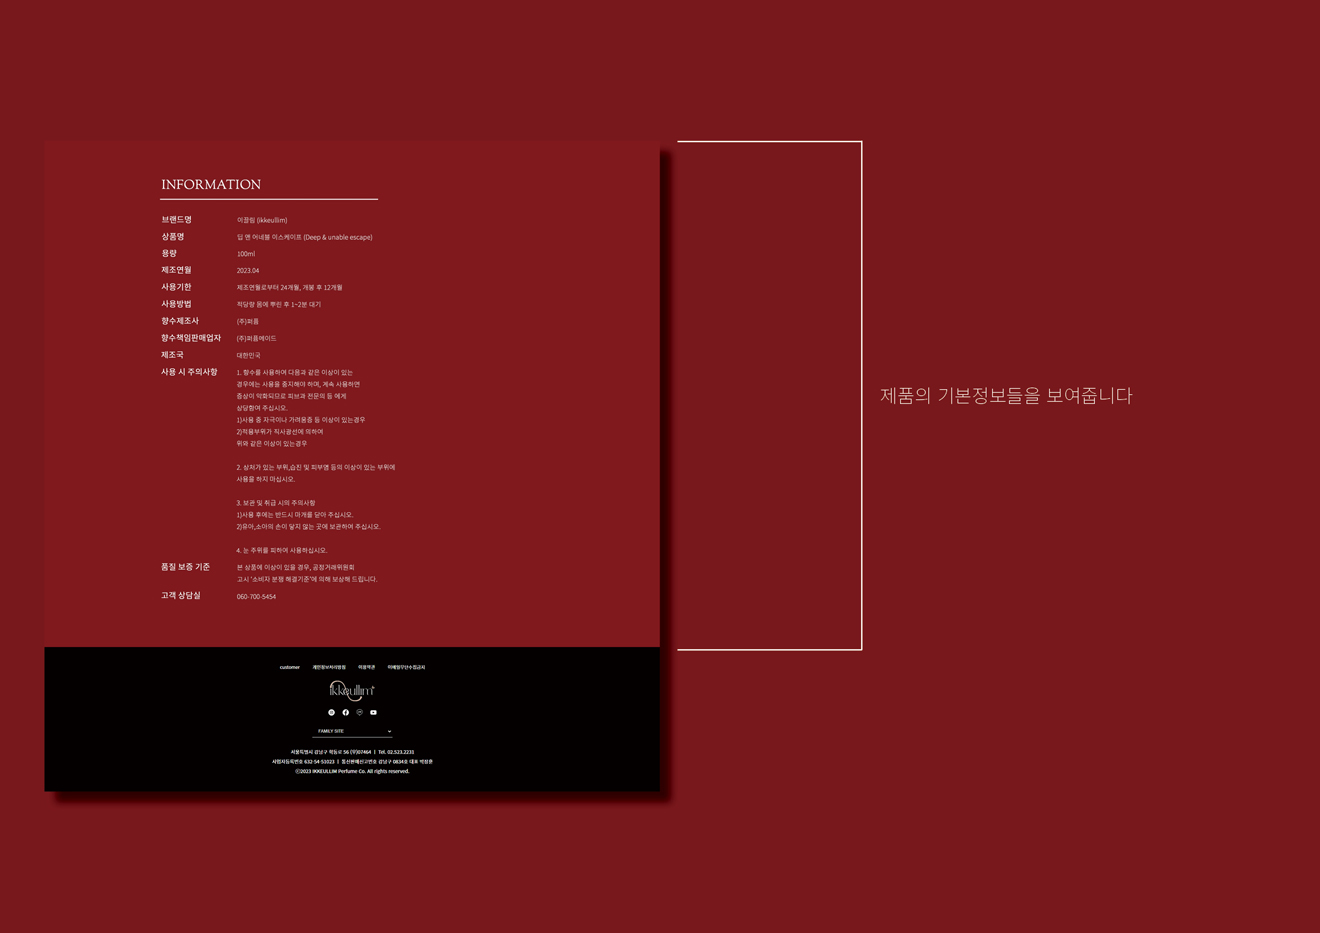 INFORMATION
브랜드명 이끌림 (ikkeullim)
상품명 딥 앤 어네블 이스케이프 (Deep & unable escape)
용량 100ml
제조연월 2023.04
사용기한 제조연월로부터 24개월, 개봉 후 12개월
사용방법 적당량 몸에 뿌린 후 1~2분 대기
향수제조사 (주)퍼퓸
향수책임판매업자 (주)퍼퓸메이드
제조국 대한민국
사용 시 주의사항 1. 향수를 사용하여 다음과 같은 이상이 있는
경우에는 사용을 중지해야 하며, 계속 사용하면
증상이 악화되므로 피브과 전문의 등 에게
상담함여 주십시오.
1)사용 중 자극이나 가려움증 등 이상이 있는경우
2)적용부위가 직사광선에 의하여
위와 같은 이상이 있는경우
2. 상처가 있는 부위,습진 및 피부염 등의 이상이 있는 부위에
사용을 하지 마십시오.
3. 보관 및 취급 시의 주의사항
1)사용 후에는 반드시 마개를 닫아 주십시오.
2)유아,소아의 손이 닿지 않는 곳에 보관하여 주십시오.
4. 눈 주위를 피하여 사용하십시오.
품질 보증 기준 본 상품에 이상이 있을 경우, 공정거래위원회
고시 '소비자 분쟁 해결기준'에 의해 보상해 드립니다.
고객 상담실 060-700-5454
제품의 기본정보들을 보여줍니다
customer 개인정보처리방침 이용약관 이메일무단수집금지
ikkeullim
FAMILY SITE
서울특별시 강남구 학동로 56 (우)07464 | Tel. 02.523.2231
사업자등록번호 632-54-53323 | 통신판매신고번호 강남구 0834호 대표 박정훈
ⓒ2023 IKKEULLIM Perfume Co. All rights reserved.